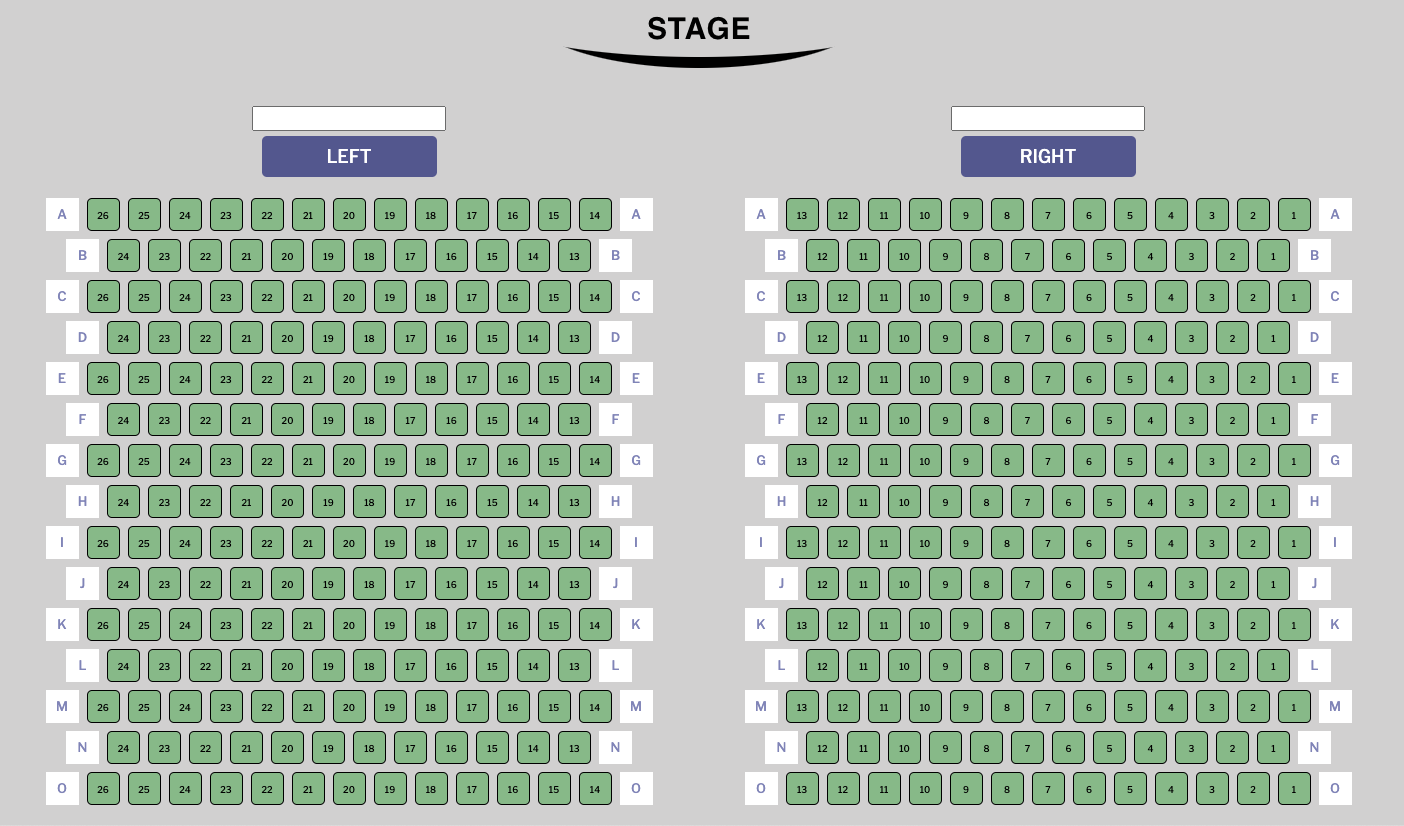 STAGE
LEFT RIGHT
A 26 25 24 23 22 21 20 19 18 17 16 15 14 A A 13 12 11 10 9 8 7 6 5 4 3 2 1 A
B 24 23 22 21 20 19 18 17 16 15 14 13 B B 12 11 10 9 8 7 6 5 4 3 2 1 B
C 26 25 24 23 22 21 20 19 18 17 16 15 14 C C 13 12 11 10 9 8 7 6 5 4 3 2 1 C
D 24 23 22 21 20 19 18 17 16 15 14 13 D D 12 11 10 9 8 7 6 5 4 3 2 1 D
E 26 25 24 23 22 21 20 19 18 17 16 15 14 E E 13 12 11 10 9 8 7 6 5 4 3 2 1 E
F 24 23 22 21 20 19 18 17 16 15 14 13 F F 12 11 10 9 8 7 6 5 4 3 2 1 F
G 26 25 24 23 22 21 20 19 18 17 16 15 14 G G 13 12 11 10 9 8 7 6 5 4 3 2 1 G
H 24 23 22 21 20 19 18 17 16 15 14 13 H H 12 11 10 9 8 7 6 5 4 3 2 1 H
I 26 25 24 23 22 21 20 19 18 17 16 15 14 I I 13 12 11 10 9 8 7 6 5 4 3 2 1 I
J 24 23 22 21 20 19 18 17 16 15 14 13 J J 12 11 10 9 8 7 6 5 4 3 2 1 J
K 26 25 24 23 22 21 20 19 18 17 16 15 14 K K 13 12 11 10 9 8 7 6 5 4 3 2 1 K
L 24 23 22 21 20 19 18 17 16 15 14 13 L L 12 11 10 9 8 7 6 5 4 3 2 1 L
M 26 25 24 23 22 21 20 19 18 17 16 15 14 M M 13 12 11 10 9 8 7 6 5 4 3 2 1 M
N 24 23 22 21 20 19 18 17 16 15 14 13 N N 12 11 10 9 8 7 6 5 4 3 2 1 N
O 26 25 24 23 22 21 20 19 18 17 16 15 14 O O 13 12 11 10 9 8 7 6 5 4 3 2 1 O